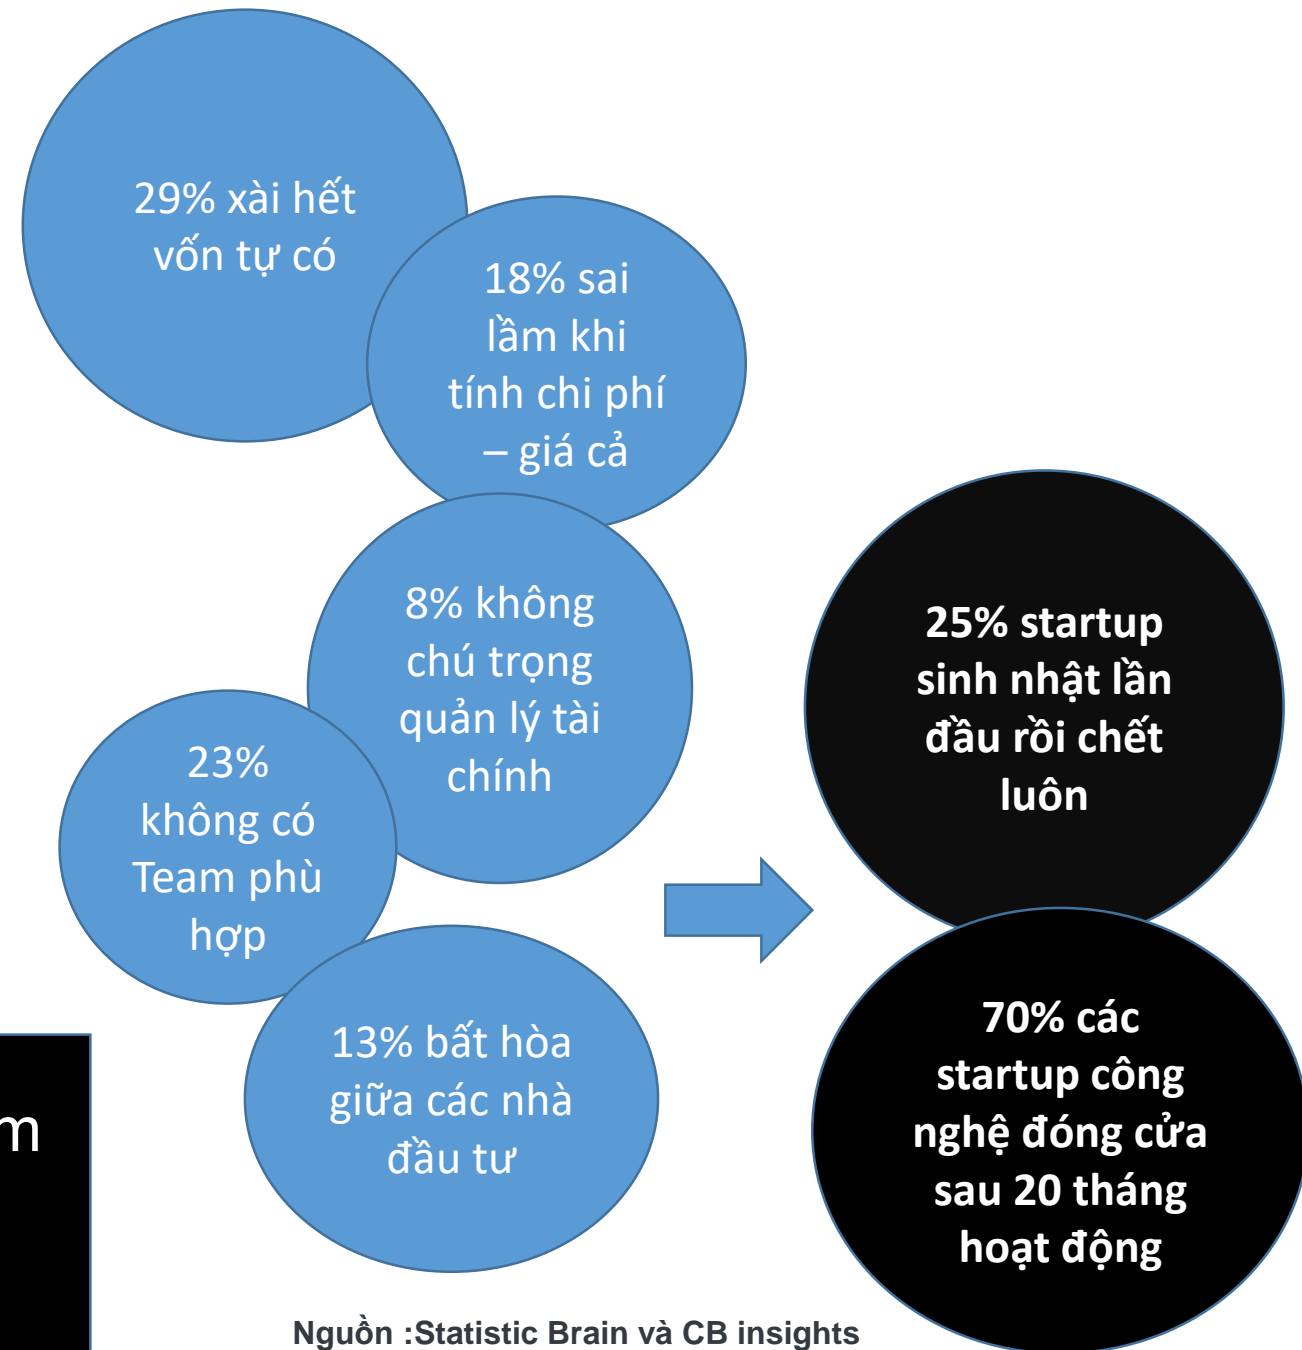 29% xài hết
vốn tự có
18% sai
lầm khi
tính chi phí
– giá cả
8% không
chú trọng
quản lý tài
chính
23%
không có
Team phù
hợp
13% bất hòa
giữa các nhà
đầu tư
25% startup
sinh nhật lần
đầu rồi chết
luôn
70% các
startup công
nghệ đóng cửa
sau 20 tháng
hoạt động
Nguồn :Statistic Brain và CB insights